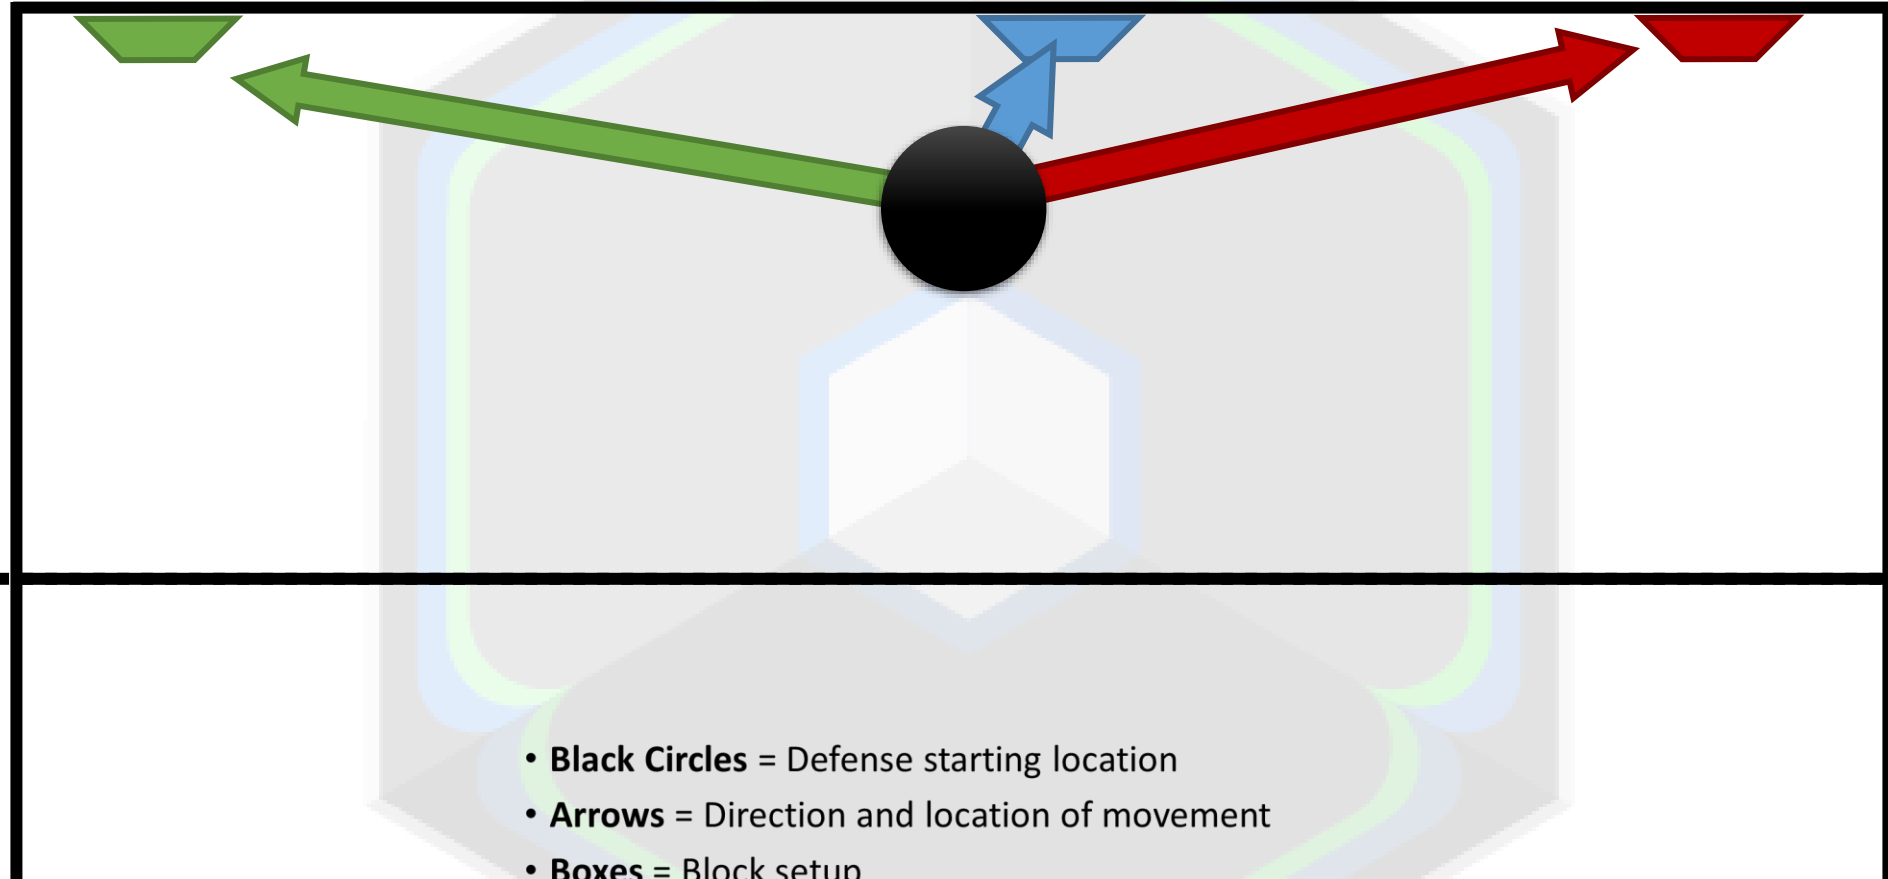 • Black Circles = Defense starting location
• Arrows = Direction and location of movement
• Boxes = Block setup